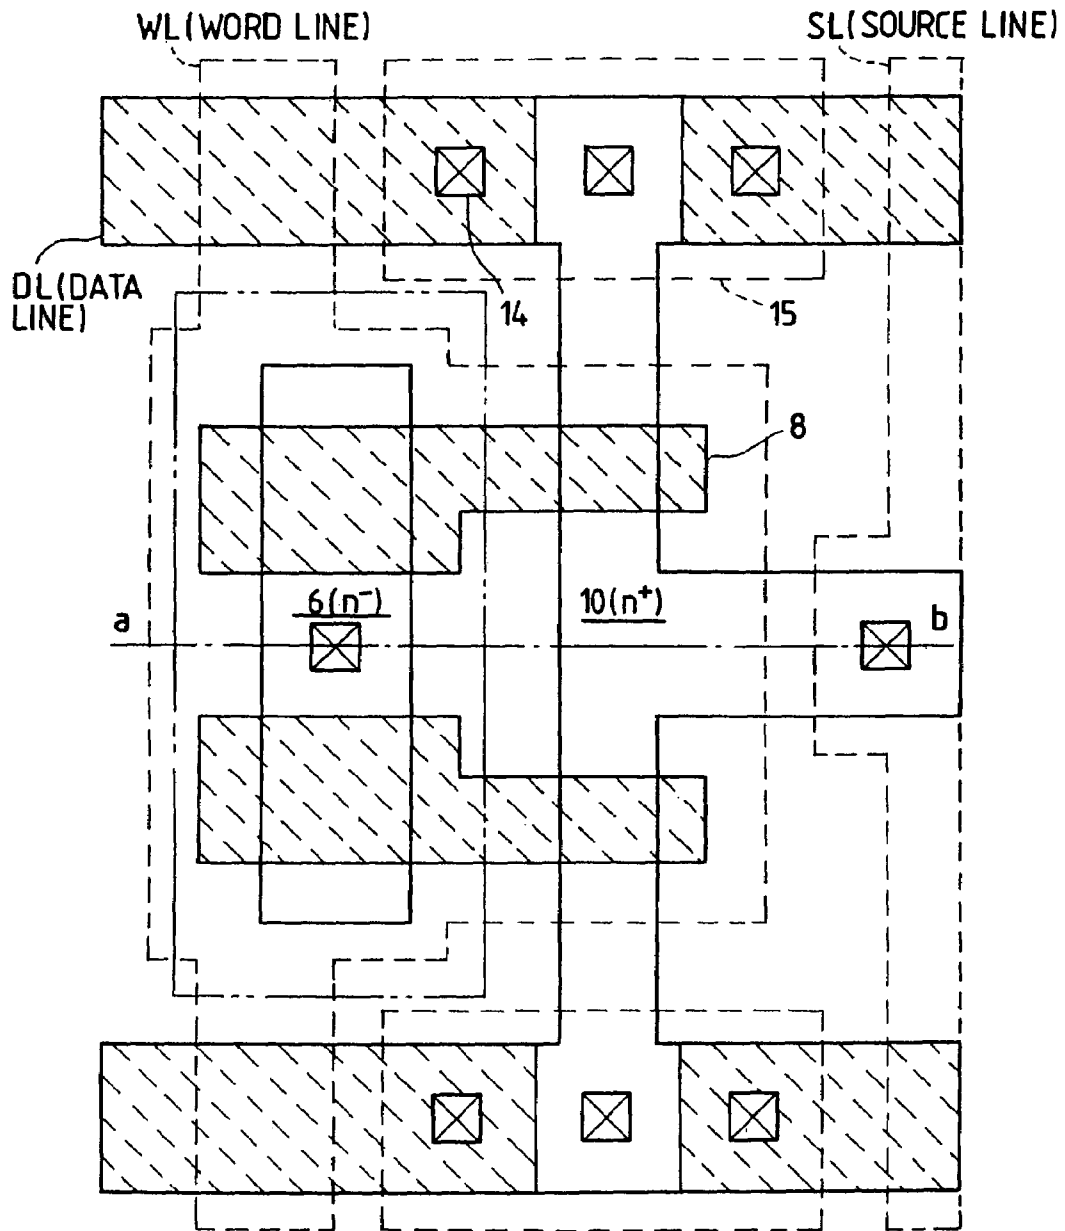 WL(WORD LINE)
SL(SOURCE LINE)
DL(DATA
LINE)
14
15
8
6(n⁻)
10(n⁺)
a
b